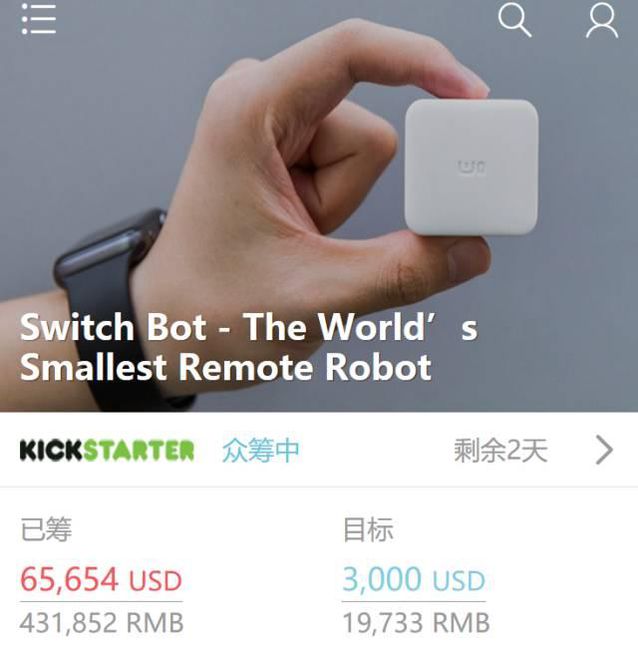 Switch Bot - The World’s
Smallest Remote Robot
KICKSTARTER 众筹中 剩余2天
已筹 目标
65,654 USD 3,000 USD
431,852 RMB 19,733 RMB